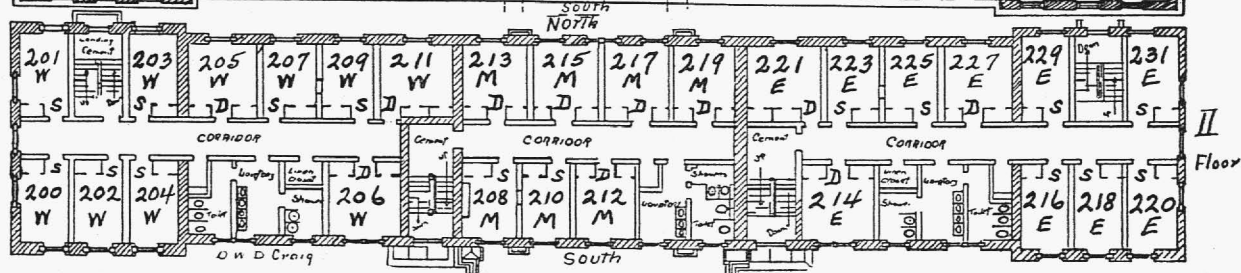 South
North
201 W S
Landing Cement
203 W S
205 W D
207 W S
209 W S
211 W D
213 M D
215 M S
217 M D
219 M D
221 E D
223 E S
225 E S
227 E D
229 E S
Down
231 E S
II Floor
CORRIDOR
Cement
CORRIDOR
Cement
CORRIDOR
200 W S
202 W S
204 W S
Toilet
Lavatory
Linen Closet
Shower
206 W D
208 M S
210 M S
212 M D
Lavatory
Showers
Toilet
214 E D
Linen Closet
Shower
Lavatory
Toilet
216 E S
218 E S
220 E S
D W D Craig
South